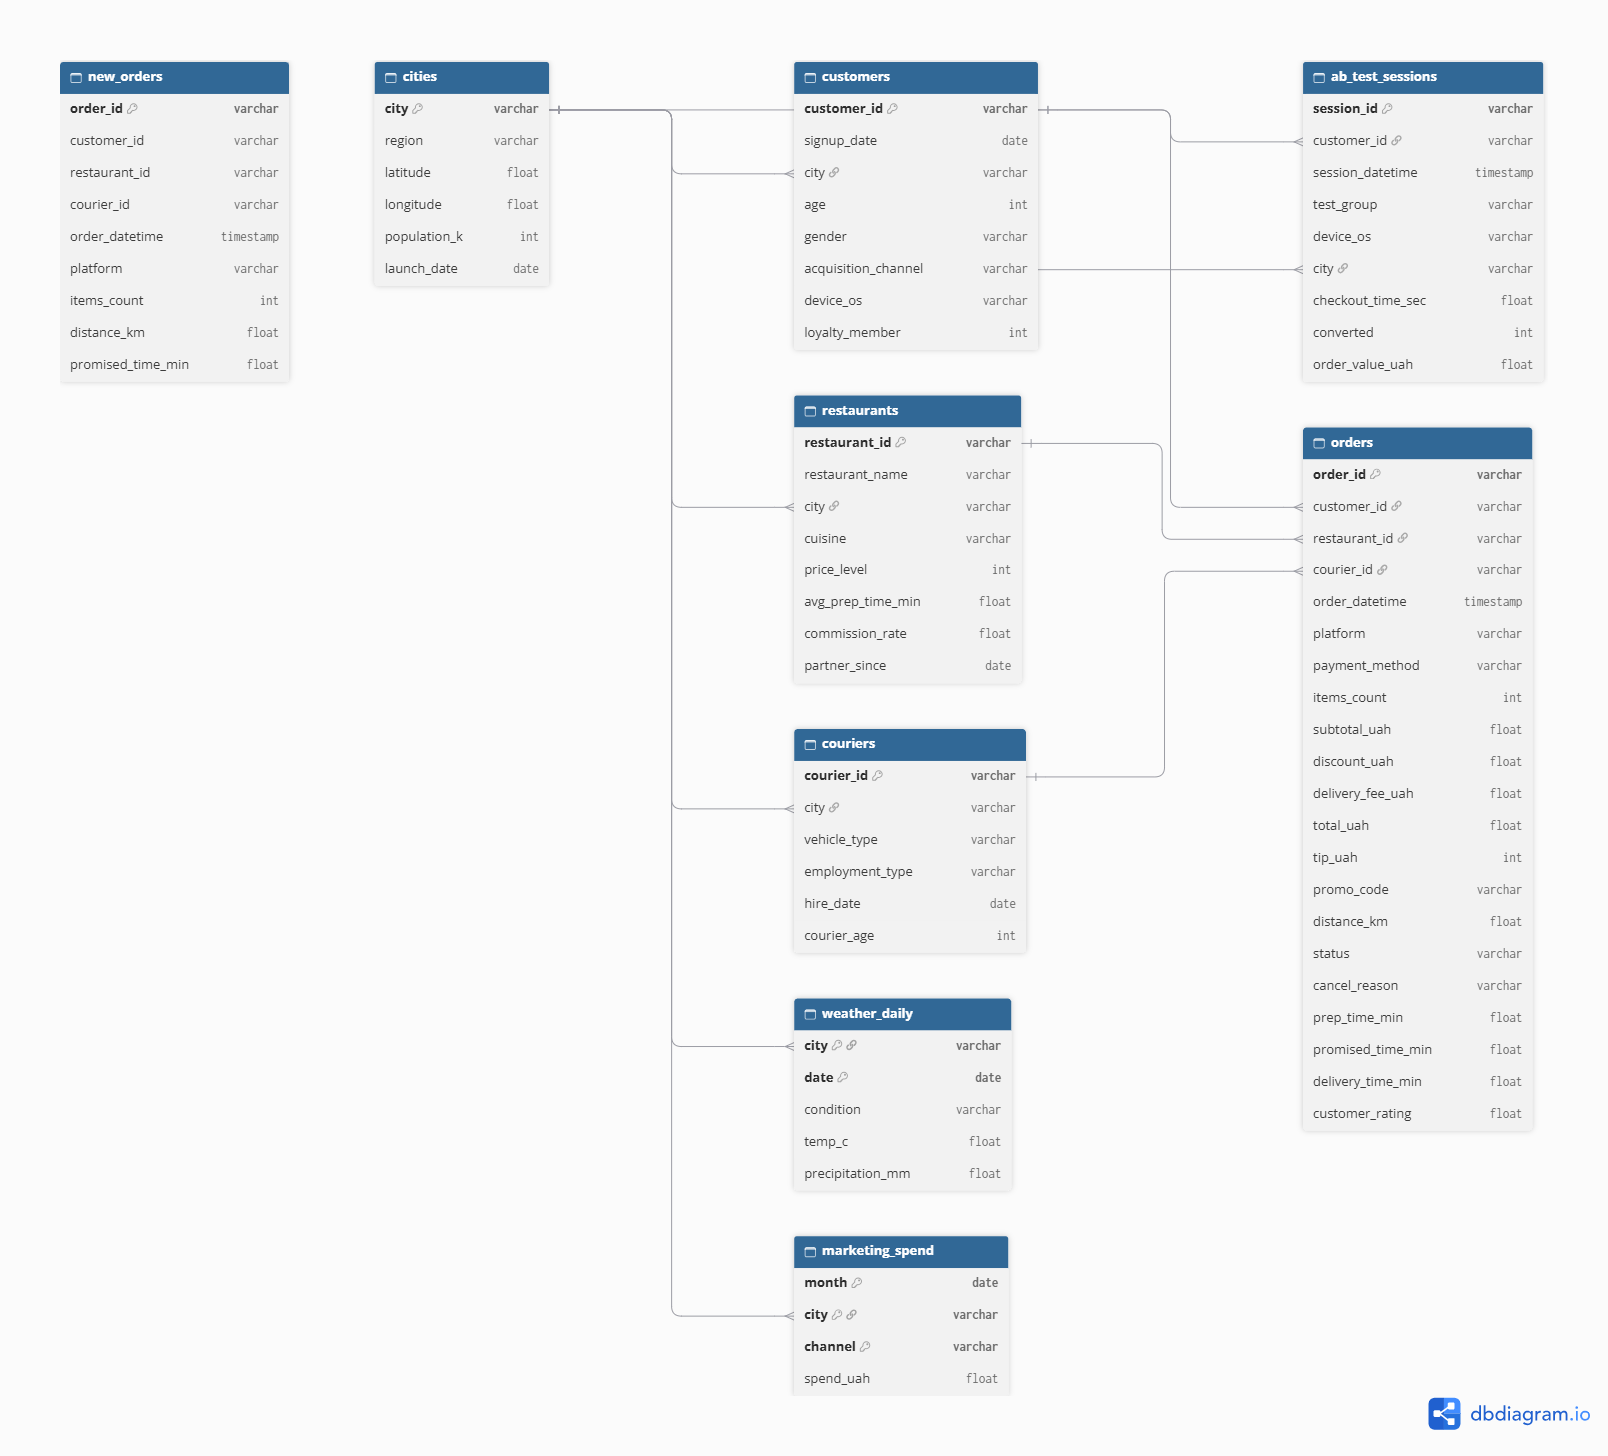 new_orders
order_id varchar
customer_id varchar
restaurant_id varchar
courier_id varchar
order_datetime timestamp
platform varchar
items_count int
distance_km float
promised_time_min float
cities
city varchar
region varchar
latitude float
longitude float
population_k int
launch_date date
customers
customer_id varchar
signup_date date
city varchar
age int
gender varchar
acquisition_channel varchar
device_os varchar
loyalty_member int
restaurants
restaurant_id varchar
restaurant_name varchar
city varchar
cuisine varchar
price_level int
avg_prep_time_min float
commission_rate float
partner_since date
couriers
courier_id varchar
city varchar
vehicle_type varchar
employment_type varchar
hire_date date
courier_age int
weather_daily
city varchar
date date
condition varchar
temp_c float
precipitation_mm float
marketing_spend
month date
city varchar
channel varchar
spend_uah float
ab_test_sessions
session_id varchar
customer_id varchar
session_datetime timestamp
test_group varchar
device_os varchar
city varchar
checkout_time_sec float
converted int
order_value_uah float
orders
order_id varchar
customer_id varchar
restaurant_id varchar
courier_id varchar
order_datetime timestamp
platform varchar
payment_method varchar
items_count int
subtotal_uah float
discount_uah float
delivery_fee_uah float
total_uah float
tip_uah int
promo_code varchar
distance_km float
status varchar
cancel_reason varchar
prep_time_min float
promised_time_min float
delivery_time_min float
customer_rating float
dbdiagram.io